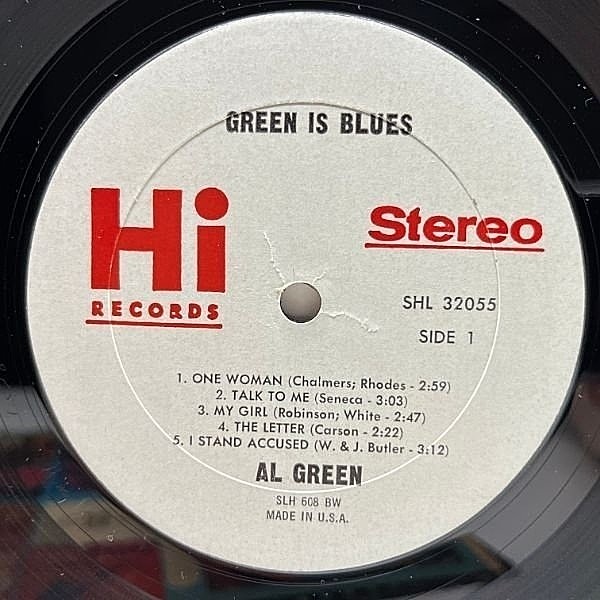 GREEN IS BLUES
Hi
RECORDS
Stereo
SHL 32055
SIDE 1
1. ONE WOMAN (Chalmers; Rhodes - 2:59)
2. TALK TO ME (Seneca - 3:03)
3. MY GIRL (Robinson; White - 2:47)
4. THE LETTER (Carson - 2:22)
5. I STAND ACCUSED (W. & J. Butler - 3:12)
AL GREEN
SLH 608 BW
MADE IN U.S.A.